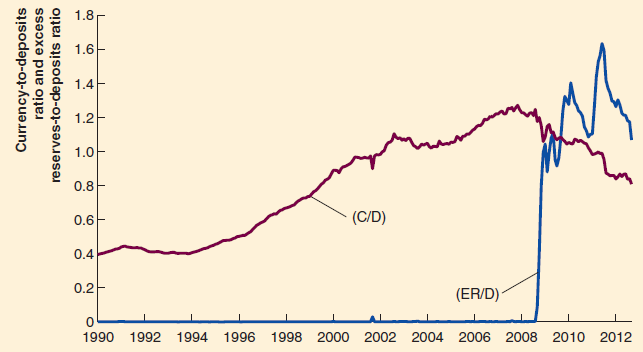 Currency-to-deposits
ratio and excess
reserves-to-deposits ratio
1.8
1.6
1.4
1.2
1.0
0.8
0.6
0.4
0.2
0
(C/D)
(ER/D)
1990 1992 1994 1996 1998 2000 2002 2004 2006 2008 2010 2012